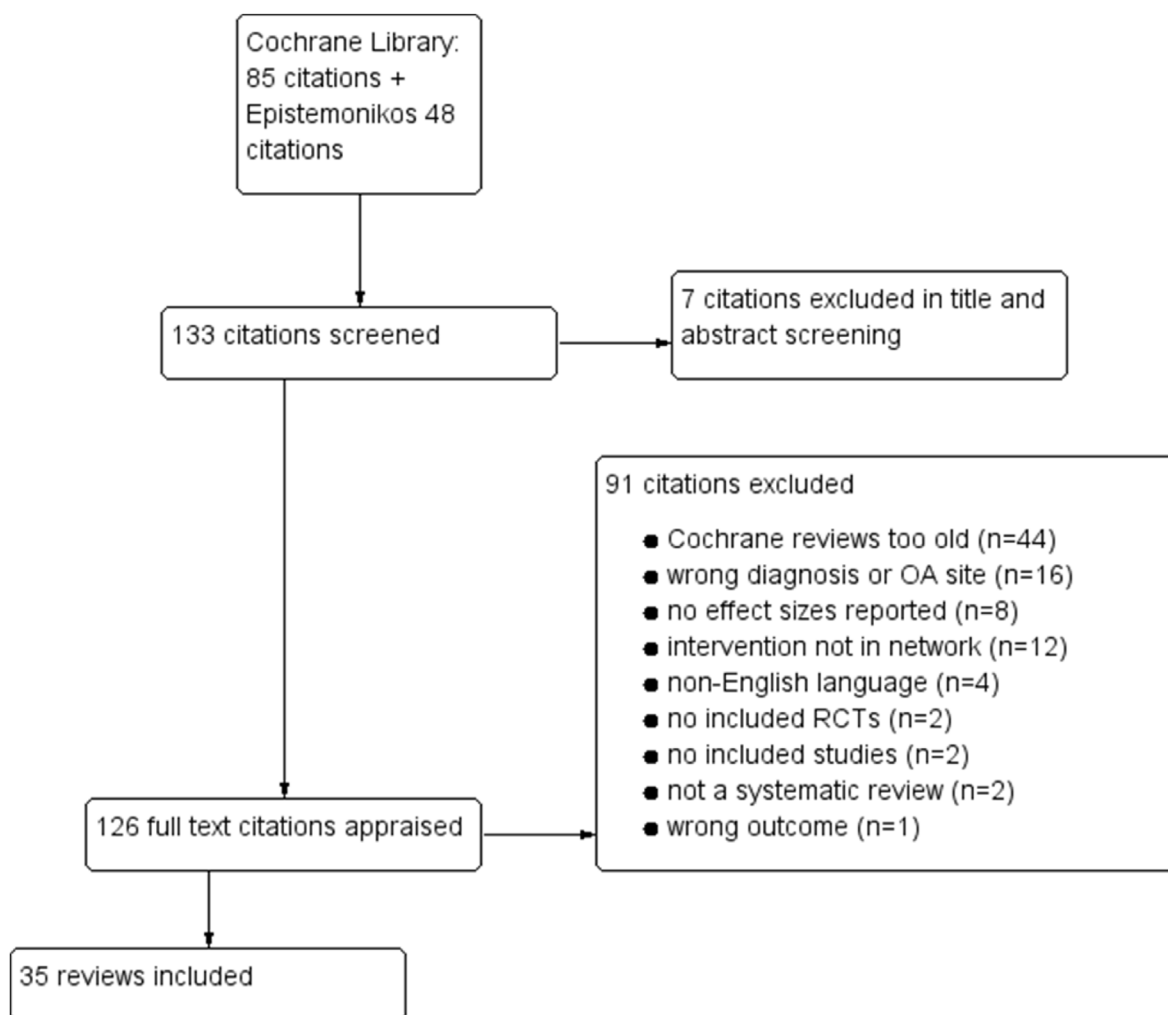 Cochrane Library:
85 citations +
Epistemonikos 48
citations
133 citations screened
7 citations excluded in title and
abstract screening
91 citations excluded
● Cochrane reviews too old (n=44)
● wrong diagnosis or OA site (n=16)
● no effect sizes reported (n=8)
● intervention not in network (n=12)
● non-English language (n=4)
● no included RCTs (n=2)
● no included studies (n=2)
● not a systematic review (n=2)
● wrong outcome (n=1)
126 full text citations appraised
35 reviews included